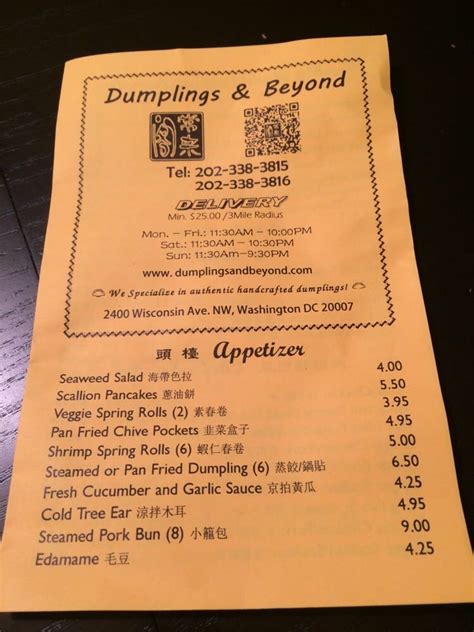 Dumplings & Beyond
常樂
Tel: 202-338-3815
202-338-3816
DELIVERY
Min. $25.00 /3Mile Radius
Mon. - Fri.: 11:30AM - 10:00PM
Sat.: 11:30AM - 10:30PM
Sun: 11:30Am-9:30PM
www. dumplingsandbeyond.com
We Specialize in authentic handcrafted dumplings!
2400 Wisconsin Ave. NW, Washington DC 20007
頭檯 Appetizer
Seaweed Salad 海帶色拉 4.00
Scallion Pancakes 蔥油餅 5.50
Veggie Spring Rolls (2) 素春卷 3.95
Pan Fried Chive Pockets 韭菜盒子 4.95
Shrimp Spring Rolls (6) 蝦仁春卷 5.00
Steamed or Pan Fried Dumpling (6) 蒸餃/鍋貼 6.50
Fresh Cucumber and Garlic Sauce 京拍黃瓜 4.25
Cold Tree Ear 涼拌木耳 4.95
Steamed Pork Bun (8) 小籠包 9.00
Edamame 毛豆 4.25